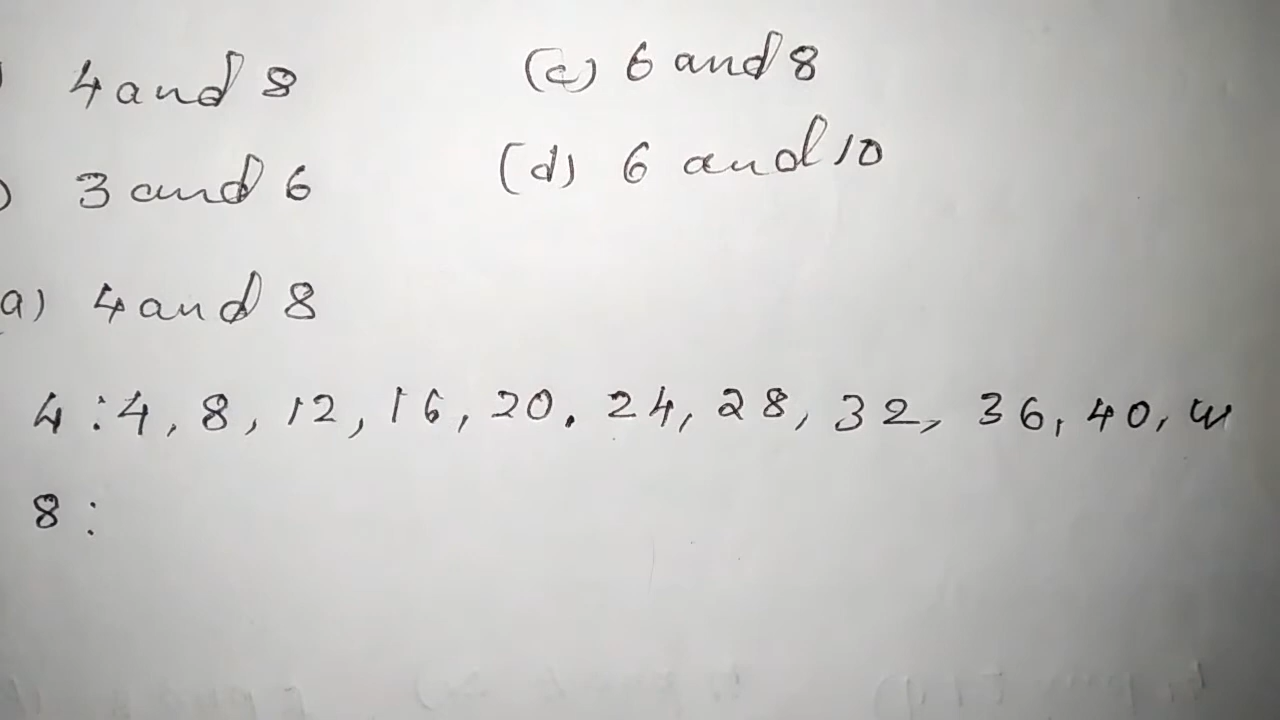 ) 4 and 8 (c) 6 and 8
) 3 and 6 (d) 6 and 10
a) 4 and 8
4 : 4, 8, 12, 16, 20, 24, 28, 32, 36, 40,
8 :